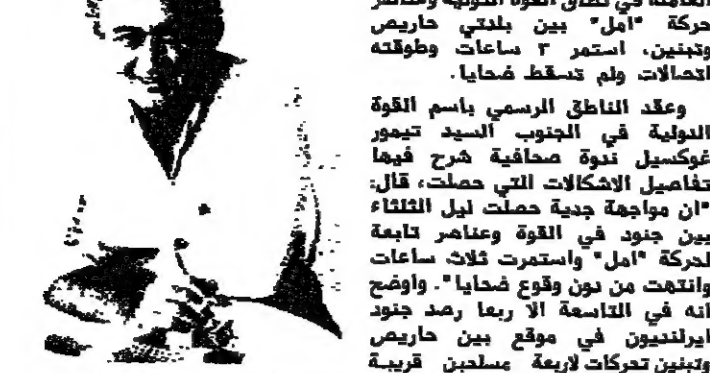 العاملة في نطاق القوة الدولية وعناصر
حركة "امل" بين بلدتي حاريص
وتبنين، استمر ٣ ساعات وطوقته
اتصالات ولم تسقط ضحايا.
وعقد الناطق الرسمي باسم القوة
الدولية في الجنوب السيد تيمور
غوكسيل ندوة صحافية شرح فيها
تفاصيل الاشكالات التي حصلت، قال:
"ان مواجهة جدية حصلت ليل الثلثاء
بين جنود في القوة وعناصر تابعة
لحركة "امل" واستمرت ثلاث ساعات
وانتهت من دون وقوع ضحايا". واوضح
انه في التاسعة الا ربعا رصد جنود
ايرلنديون في موقع بين حاريص
وتبنين تحركات لاربعة مسلحين قريبة